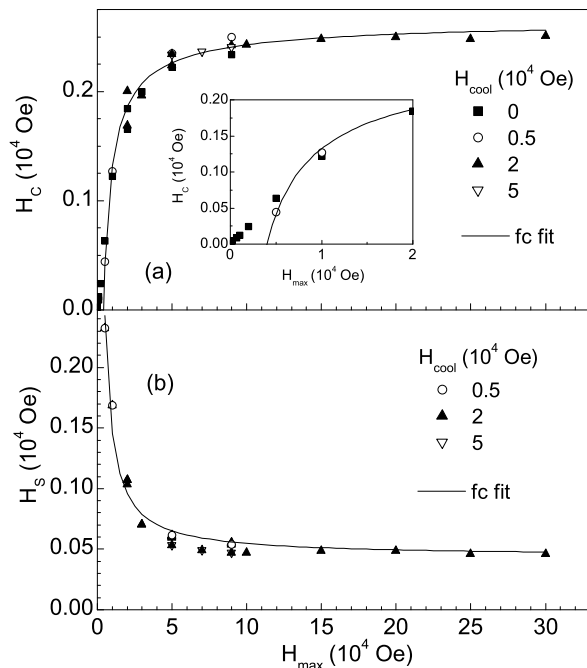 0.2
0.1
0.0
H_C (10^4 Oe)
(a)
H_cool (10^4 Oe)
0
0.5
2
5
fc fit
0.20
0.15
0.10
0.05
0.00
H_C (10^4 Oe)
0 1 2
H_max (10^4 Oe)
0.20
0.15
0.10
0.05
0.00
H_S (10^4 Oe)
(b)
H_cool (10^4 Oe)
0.5
2
5
fc fit
0 5 10 15 20 25 30
H_max (10^4 Oe)